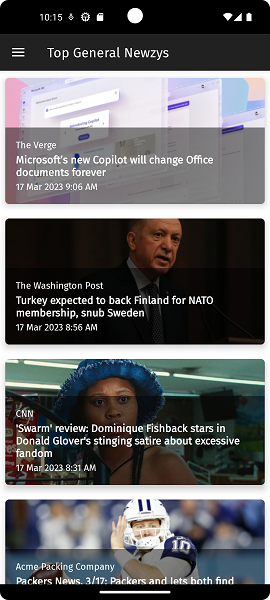 10:15
Top General Newzys
Introducing Copilot
The Verge
Microsoft's new Copilot will change Office
documents forever
17 Mar 2023 9:06 AM
The Washington Post
Turkey expected to back Finland for NATO
membership, snub Sweden
17 Mar 2023 8:56 AM
CNN
'Swarm' review: Dominique Fishback stars in
Donald Glover's stinging satire about excessive
fandom
17 Mar 2023 8:31 AM
10
Acme Packing Company
Packers News, 3/17: Packers and Jets both find